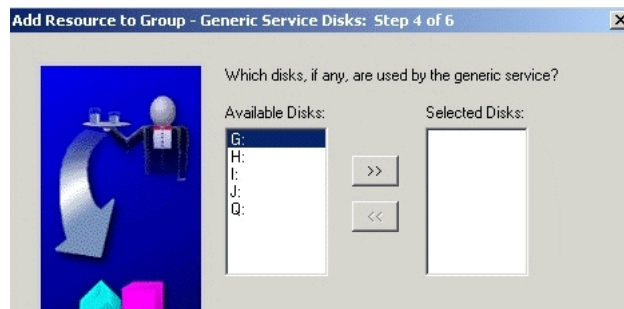 Add Resource to Group - Generic Service Disks: Step 4 of 6
Which disks, if any, are used by the generic service?
Available Disks: Selected Disks:
G:
H:
I:
J:
Q:
>>
<<